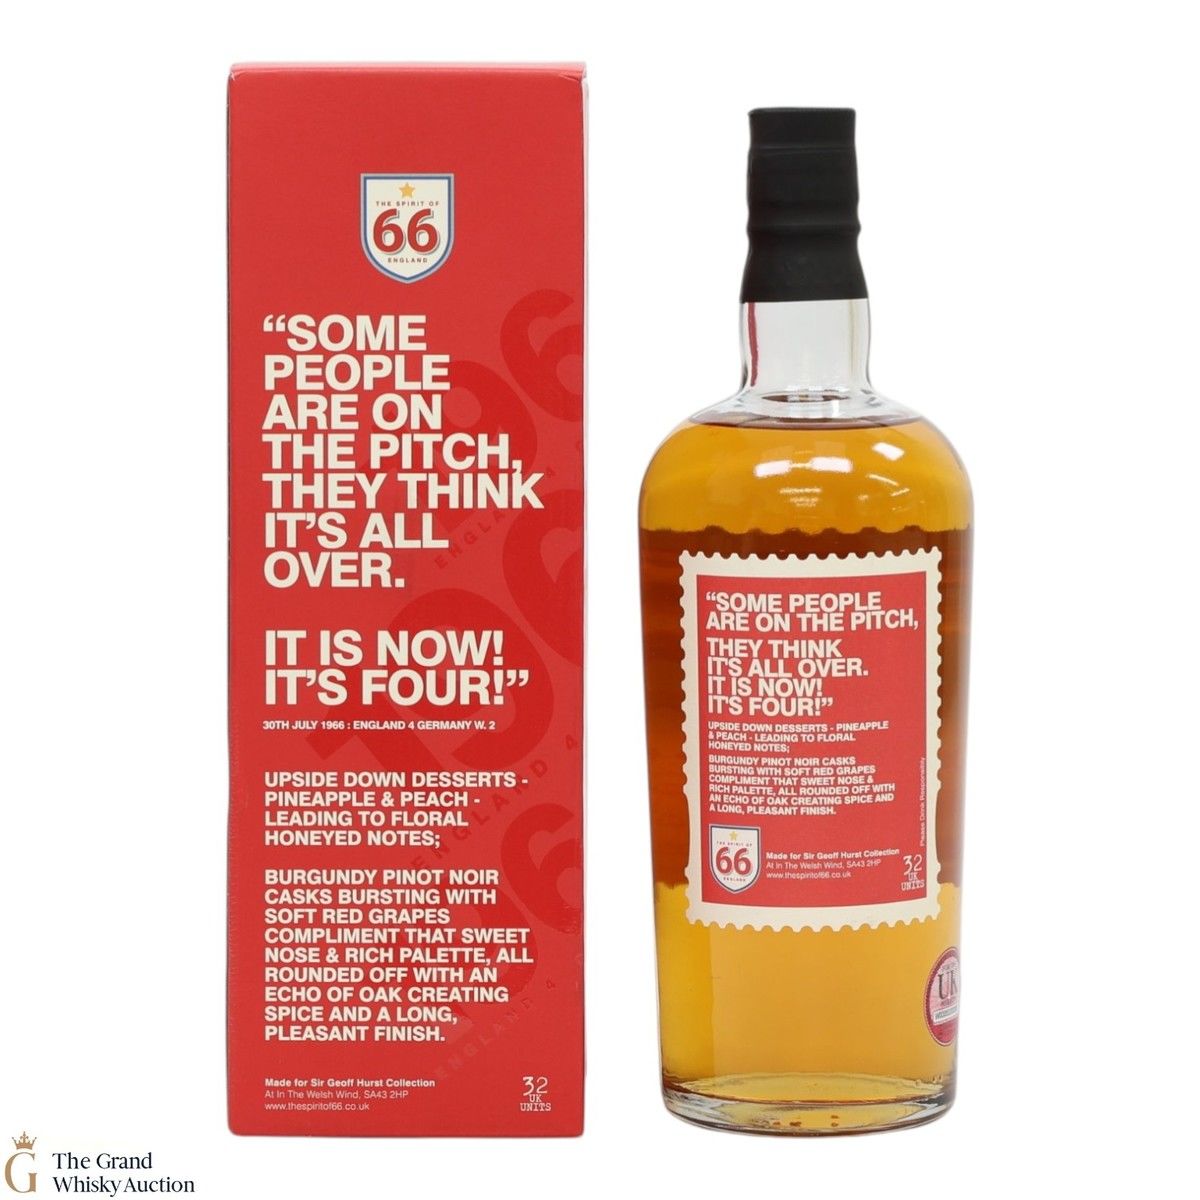 THE SPIRIT OF
66
ENGLAND
“SOME
PEOPLE
ARE ON
THE PITCH,
THEY THINK
IT’S ALL
OVER.
IT IS NOW!
IT’S FOUR!”
30TH JULY 1966 : ENGLAND 4 GERMANY W. 2
UPSIDE DOWN DESSERTS -
PINEAPPLE & PEACH -
LEADING TO FLORAL
HONEYED NOTES;
BURGUNDY PINOT NOIR
CASKS BURSTING WITH
SOFT RED GRAPES
COMPLIMENT THAT SWEET
NOSE & RICH PALETTE, ALL
ROUNDED OFF WITH AN
ECHO OF OAK CREATING
SPICE AND A LONG,
PLEASANT FINISH.
Made for Sir Geoff Hurst Collection
At In The Welsh Wind, SA43 2HP
www.thespiritof66.co.uk
32
UK
UNITS
“SOME PEOPLE
ARE ON THE PITCH,
THEY THINK
IT’S ALL OVER.
IT IS NOW!
IT’S FOUR!”
UPSIDE DOWN DESSERTS - PINEAPPLE
& PEACH - LEADING TO FLORAL
HONEYED NOTES;
BURGUNDY PINOT NOIR CASKS
BURSTING WITH SOFT RED GRAPES
COMPLIMENT THAT SWEET NOSE &
RICH PALETTE, ALL ROUNDED OFF WITH
AN ECHO OF OAK CREATING SPICE AND
A LONG, PLEASANT FINISH.
Please Drink Responsibly
THE SPIRIT OF
66
ENGLAND
Made for Sir Geoff Hurst Collection
At In The Welsh Wind, SA43 2HP
www.thespiritof66.co.uk
32
UK
UNITS
UK
G
The Grand
Whisky Auction